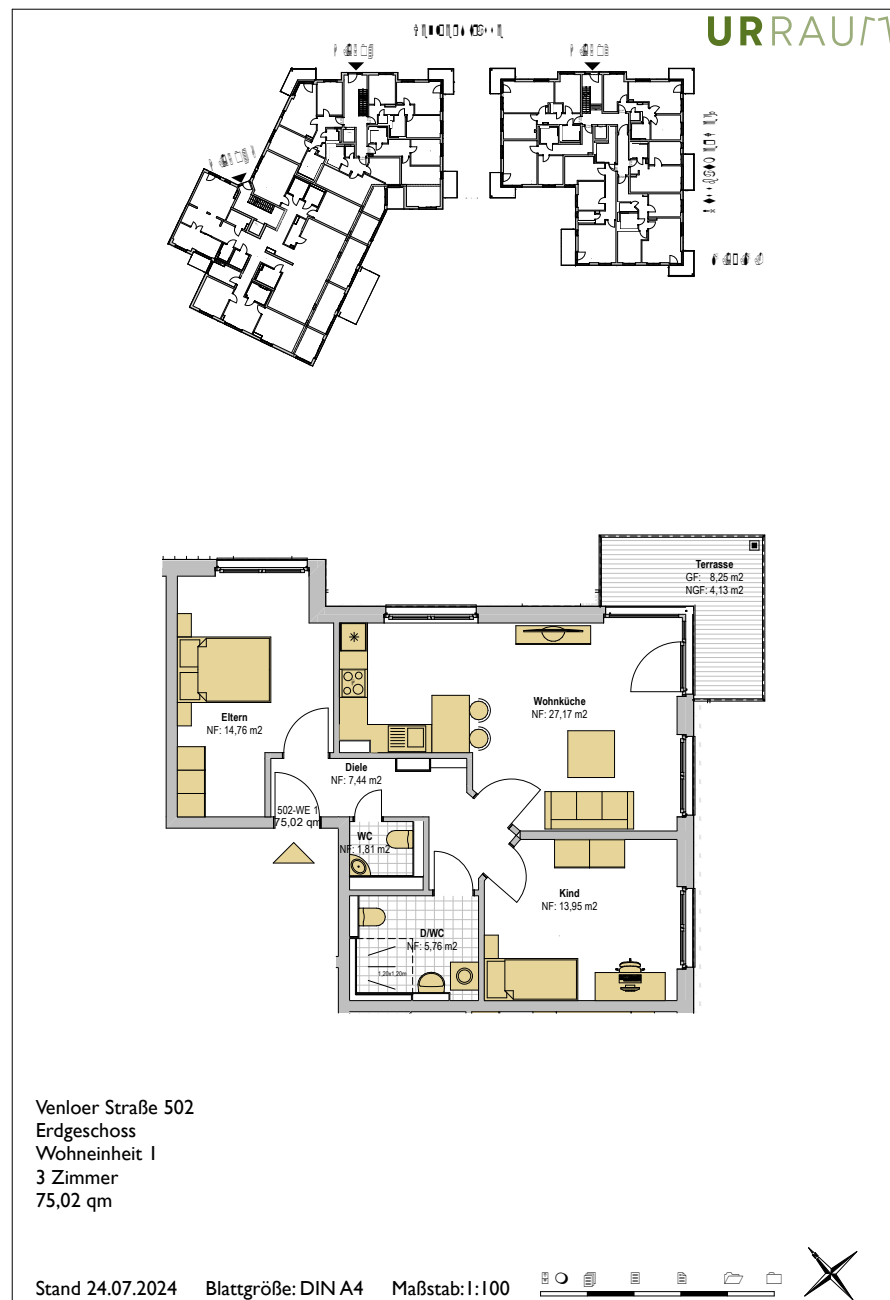 URRAUM
Terrasse
GF: 8,25 m2
NGF: 4,13 m2
Wohnküche
NF: 27,17 m2
Eltern
NF: 14,76 m2
Diele
NF: 7,44 m2
502-WE 1
75,02 qm
WC
NF: 1,81 m2
Kind
NF: 13,95 m2
D/WC
NF: 5,76 m2
1,20x1,20m
Venloer Straße 502
Erdgeschoss
Wohneinheit 1
3 Zimmer
75,02 qm
Stand 24.07.2024 Blattgröße: DIN A4 Maßstab:1:100